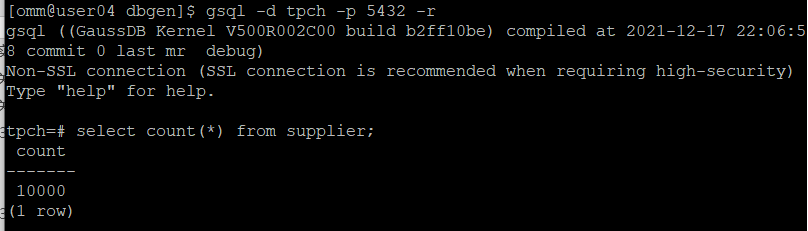 [omm@user04 dbgen]$ gsql -d tpch -p 5432 -r
gsql ((GaussDB Kernel V500R002C00 build b2ff10be) compiled at 2021-12-17 22:06:5
8 commit 0 last mr  debug)
Non-SSL connection (SSL connection is recommended when requiring high-security)
Type "help" for help.

tpch=# select count(*) from supplier;
 count
-------
 10000
(1 row)